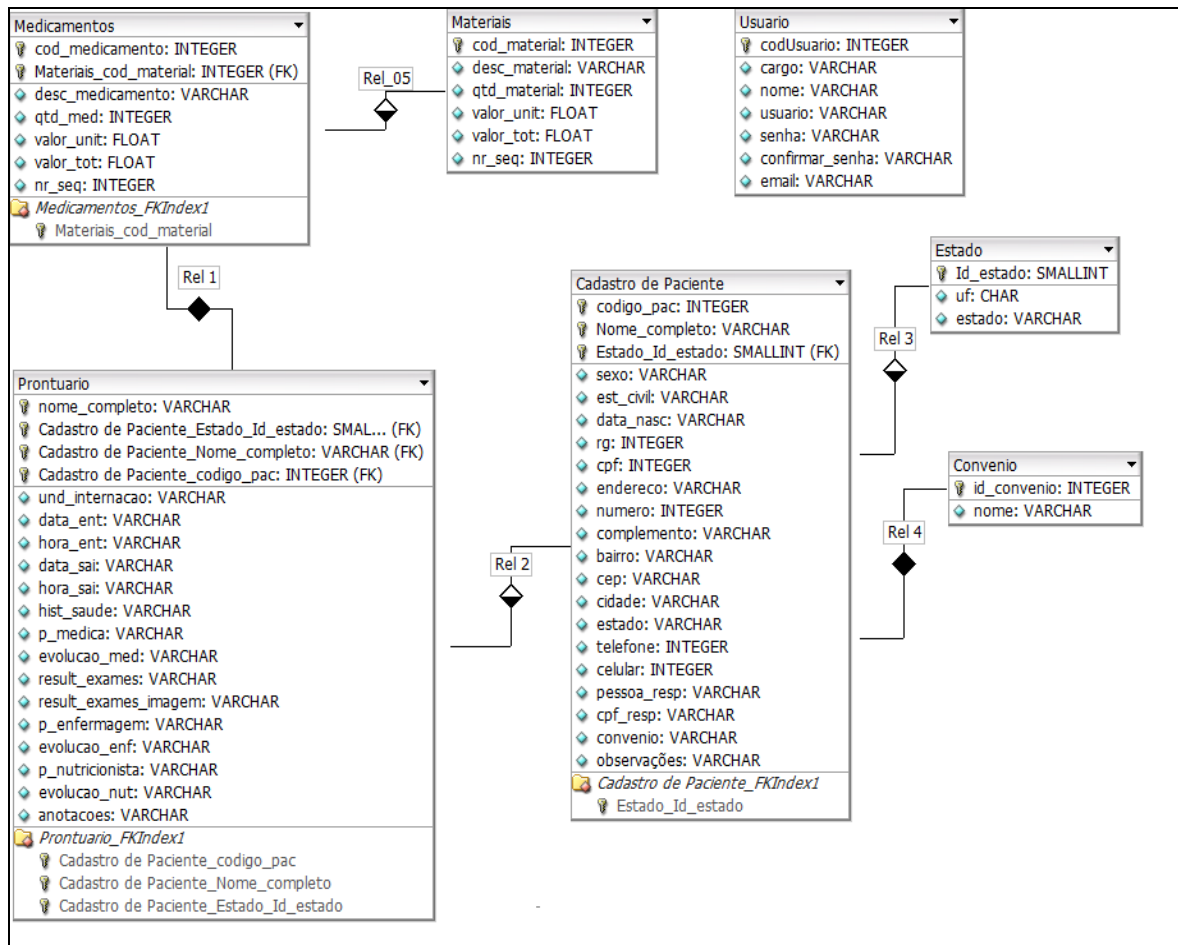 Medicamentos
cod_medicamento: INTEGER
Materiais_cod_material: INTEGER (FK)
desc_medicamento: VARCHAR
qtd_med: INTEGER
valor_unit: FLOAT
valor_tot: FLOAT
nr_seq: INTEGER
Medicamentos_FKIndex1
Materiais_cod_material
Rel_05
Materiais
cod_material: INTEGER
desc_material: VARCHAR
qtd_material: INTEGER
valor_unit: FLOAT
valor_tot: FLOAT
nr_seq: INTEGER
Usuario
codUsuario: INTEGER
cargo: VARCHAR
nome: VARCHAR
usuario: VARCHAR
senha: VARCHAR
confirmar_senha: VARCHAR
email: VARCHAR
Rel 1
Prontuario
nome_completo: VARCHAR
Cadastro de Paciente_Estado_Id_estado: SMAL... (FK)
Cadastro de Paciente_Nome_completo: VARCHAR (FK)
Cadastro de Paciente_codigo_pac: INTEGER (FK)
und_internacao: VARCHAR
data_ent: VARCHAR
hora_ent: VARCHAR
data_sai: VARCHAR
hora_sai: VARCHAR
hist_saude: VARCHAR
p_medica: VARCHAR
evolucao_med: VARCHAR
result_exames: VARCHAR
result_exames_imagem: VARCHAR
p_enfermagem: VARCHAR
evolucao_enf: VARCHAR
p_nutricionista: VARCHAR
evolucao_nut: VARCHAR
anotacoes: VARCHAR
Prontuario_FKIndex1
Cadastro de Paciente_codigo_pac
Cadastro de Paciente_Nome_completo
Cadastro de Paciente_Estado_Id_estado
Rel 2
Cadastro de Paciente
codigo_pac: INTEGER
Nome_completo: VARCHAR
Estado_Id_estado: SMALLINT (FK)
sexo: VARCHAR
est_civil: VARCHAR
data_nasc: VARCHAR
rg: INTEGER
cpf: INTEGER
endereco: VARCHAR
numero: INTEGER
complemento: VARCHAR
bairro: VARCHAR
cep: VARCHAR
cidade: VARCHAR
estado: VARCHAR
telefone: INTEGER
celular: INTEGER
pessoa_resp: VARCHAR
cpf_resp: VARCHAR
convenio: VARCHAR
observações: VARCHAR
Cadastro de Paciente_FKIndex1
Estado_Id_estado
Rel 3
Estado
Id_estado: SMALLINT
uf: CHAR
estado: VARCHAR
Rel 4
Convenio
id_convenio: INTEGER
nome: VARCHAR
-